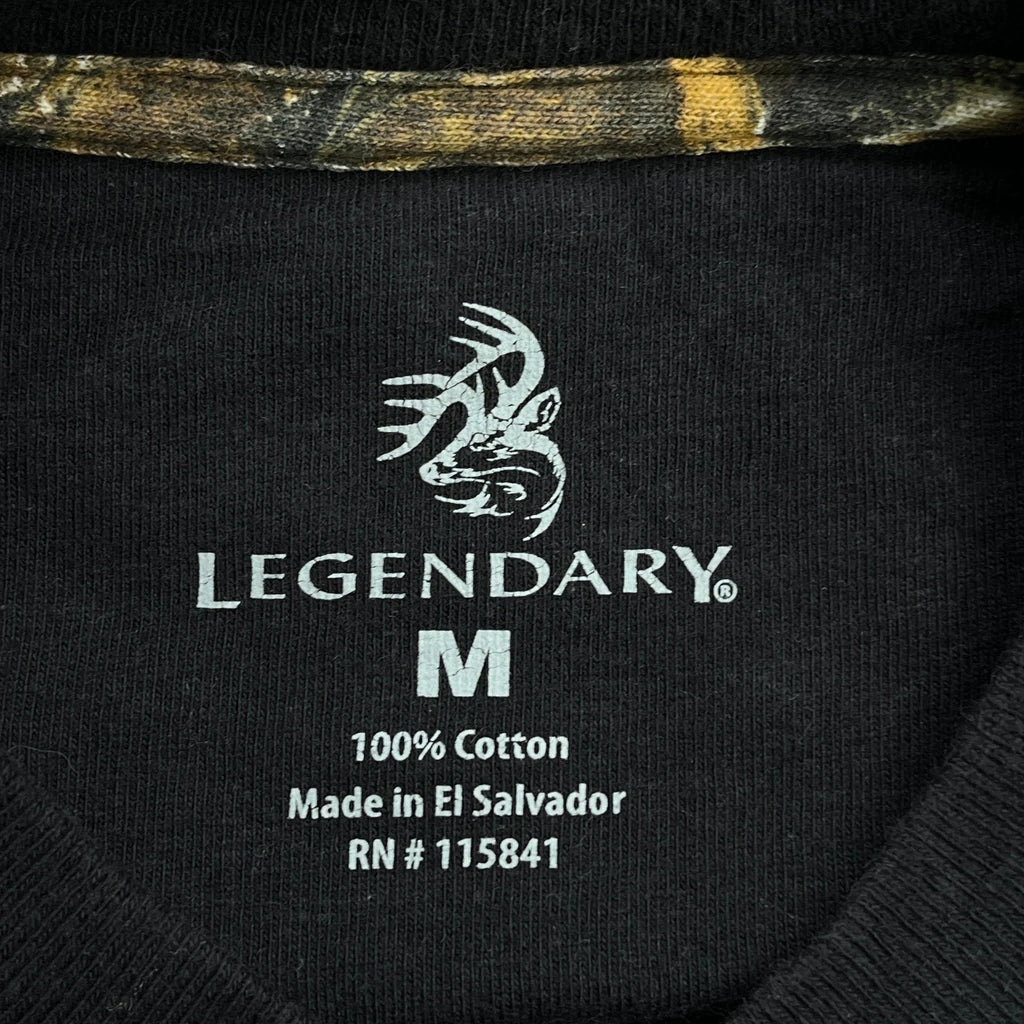 LEGENDARY®
M
100% Cotton
Made in El Salvador
RN # 115841